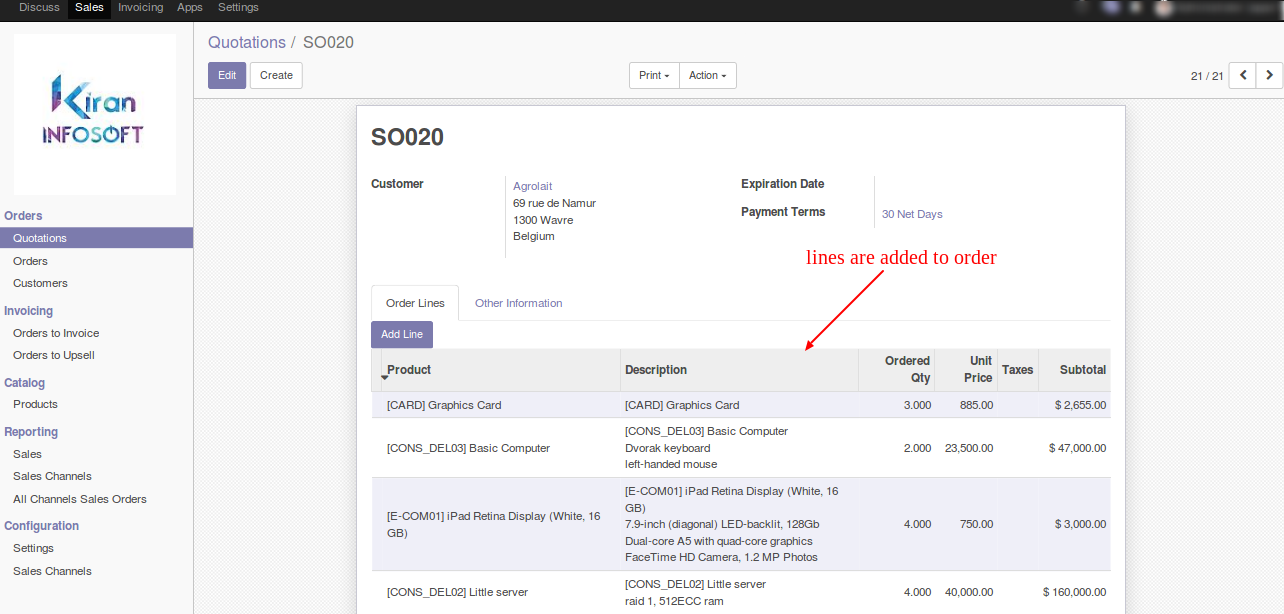 Discuss Sales Invoicing Apps Settings
Kiran
INFOSOFT
Orders
Quotations
Orders
Customers
Invoicing
Orders to Invoice
Orders to Upsell
Catalog
Products
Reporting
Sales
Sales Channels
All Channels Sales Orders
Configuration
Settings
Sales Channels
Quotations / SO020
Edit Create Print Action 21 / 21
SO020
Customer
Agrolait
69 rue de Namur
1300 Wavre
Belgium
Expiration Date
Payment Terms 30 Net Days
lines are added to order
Order Lines Other Information
Add Line
Product Description Ordered Qty Unit Price Taxes Subtotal
[CARD] Graphics Card [CARD] Graphics Card 3.000 885.00 $ 2,655.00
[CONS_DEL03] Basic Computer
[CONS_DEL03] Basic Computer
Dvorak keyboard
left-handed mouse
2.000 23,500.00 $ 47,000.00
[E-COM01] iPad Retina Display (White, 16
GB)
[E-COM01] iPad Retina Display (White, 16
GB)
7.9-inch (diagonal) LED-backlit, 128Gb
Dual-core A5 with quad-core graphics
FaceTime HD Camera, 1.2 MP Photos
4.000 750.00 $ 3,000.00
[CONS_DEL02] Little server
[CONS_DEL02] Little server
raid 1, 512ECC ram
4.000 40,000.00 $ 160,000.00